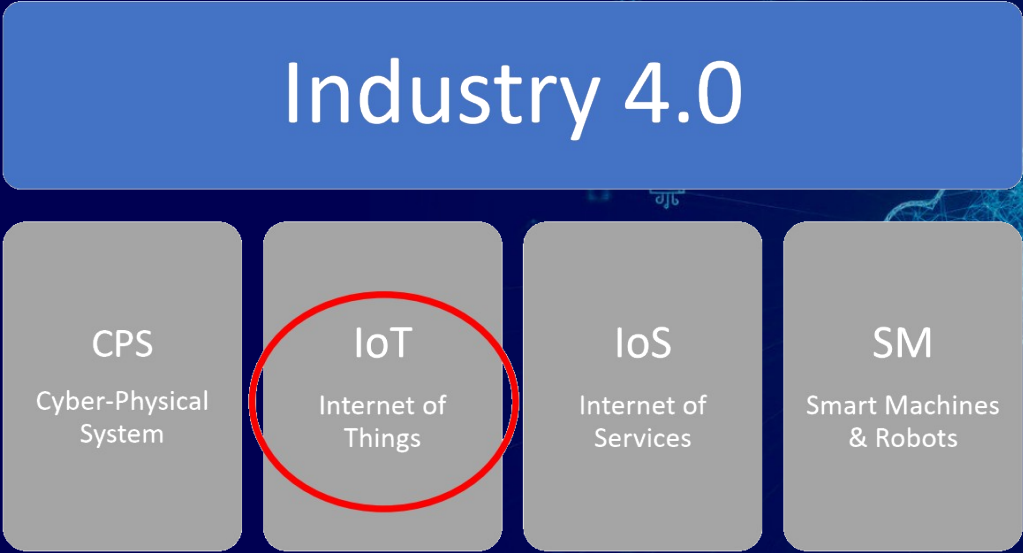 Industry 4.0
CPS
Cyber-Physical
System
IoT
Internet of
Things
IoS
Internet of
Services
SM
Smart Machines
& Robots